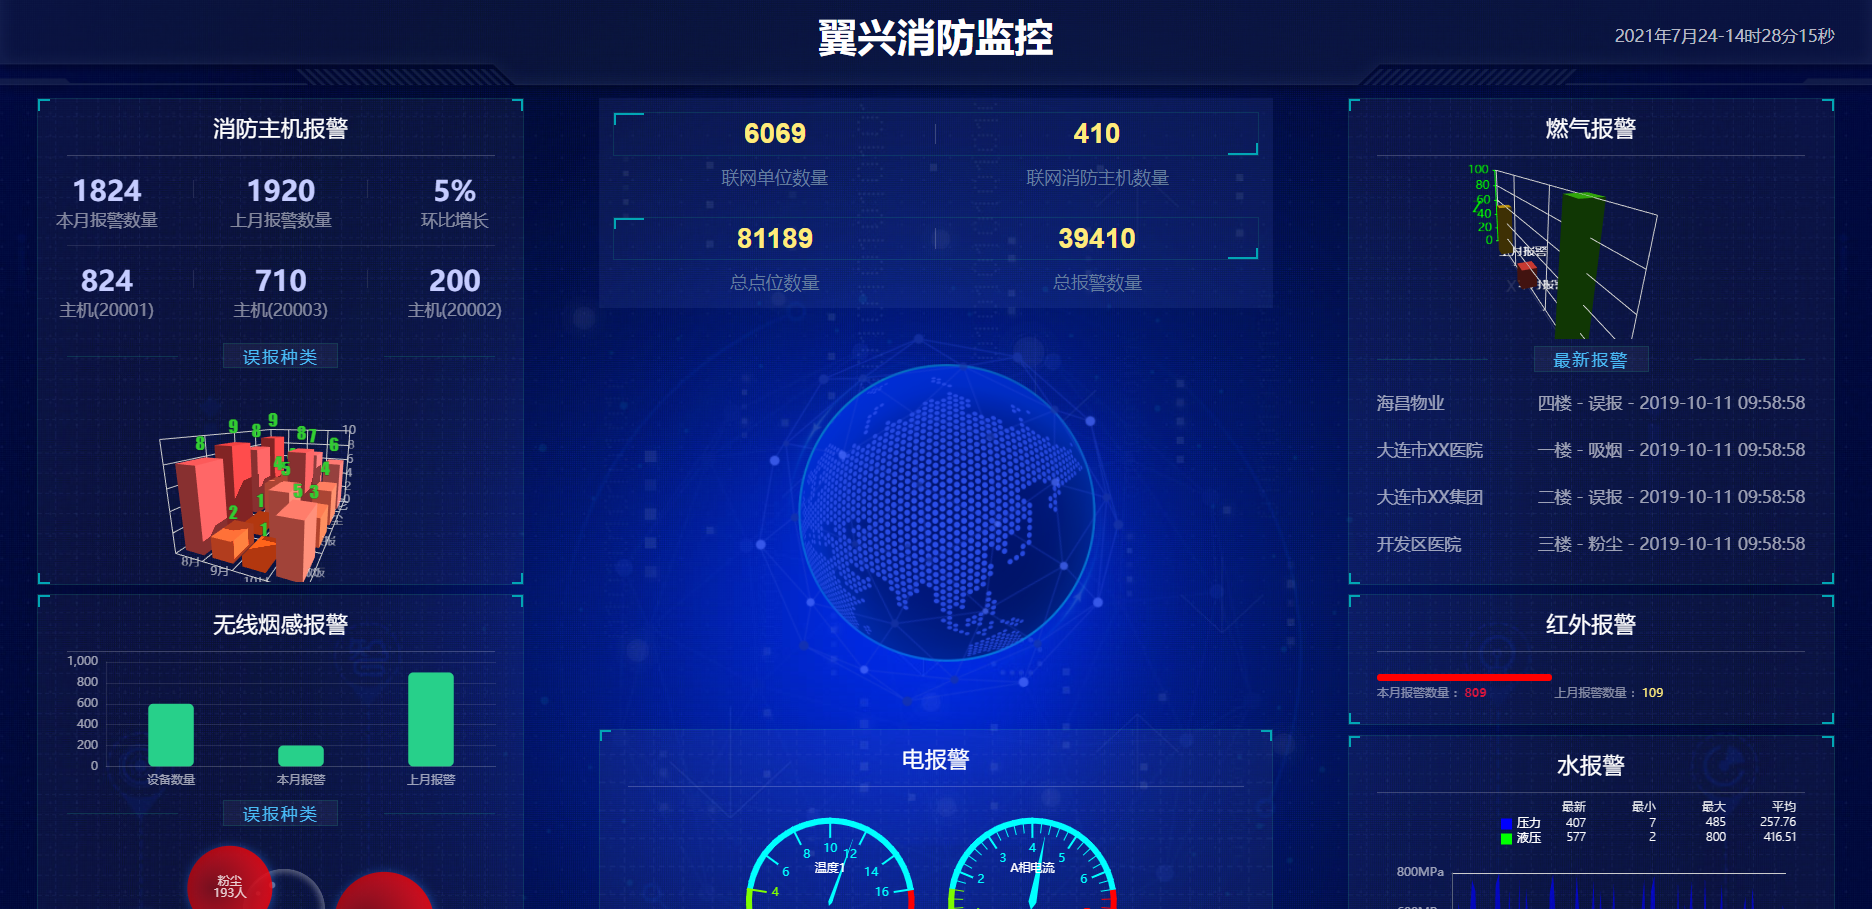 翼兴消防监控
2021年7月24-14时28分15秒
消防主机报警
1824 1920 5%
本月报警数量 上月报警数量 环比增长
824 710 200
主机(20001) 主机(20003) 主机(20002)
误报种类
8 9 8 9 8 7 6
4 5 4
1 5 3
2 1
10
8
6
4
2
0
8月
9月
无线烟感报警
1,000
800
600
400
200
0
设备数量 本月报警 上月报警
误报种类
粉尘
193人
6069 410
联网单位数量 联网消防主机数量
81189 39410
总点位数量 总报警数量
电报警
4 6 8 10 12 14 16
温度1
2 3 4 5 6
A相电流
燃气报警
100
80
60
40
20
0
上月报警
最新报警
海昌物业 四楼 - 误报 - 2019-10-11 09:58:58
大连市XX医院 一楼 - 吸烟 - 2019-10-11 09:58:58
大连市XX集团 二楼 - 误报 - 2019-10-11 09:58:58
开发区医院 三楼 - 粉尘 - 2019-10-11 09:58:58
红外报警
本月报警数量： 809 上月报警数量： 109
水报警
最新 最小 最大 平均
压力 407 7 485 257.76
液压 577 2 800 416.51
800MPa